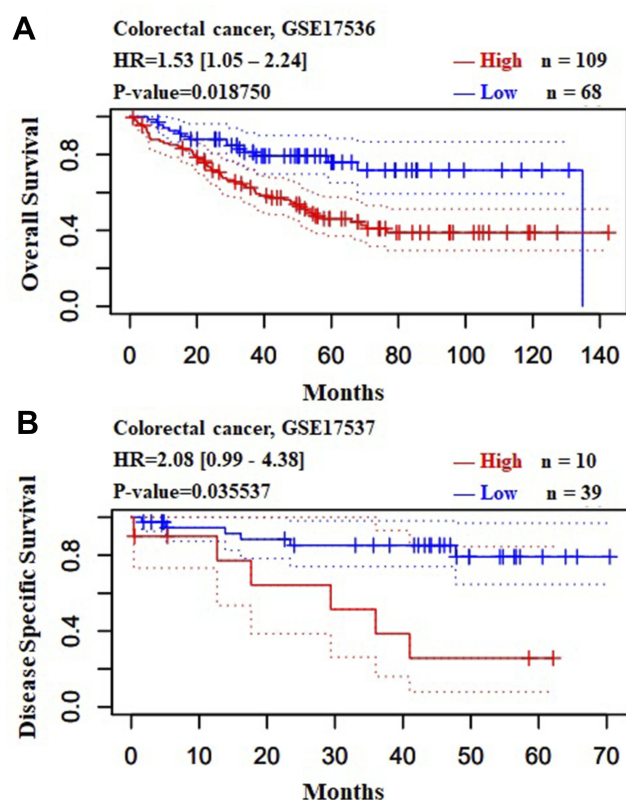 A
Colorectal cancer, GSE17536
HR=1.53 [1.05 – 2.24]
High n = 109
P-value=0.018750
Low n = 68
Overall Survival
0.8
0.4
0.0
0 20 40 60 80 100 120 140
Months
B
Colorectal cancer, GSE17537
HR=2.08 [0.99 - 4.38]
High n = 10
P-value=0.035537
Low n = 39
Disease Specific Survival
0.8
0.4
0.0
0 10 20 30 40 50 60 70
Months